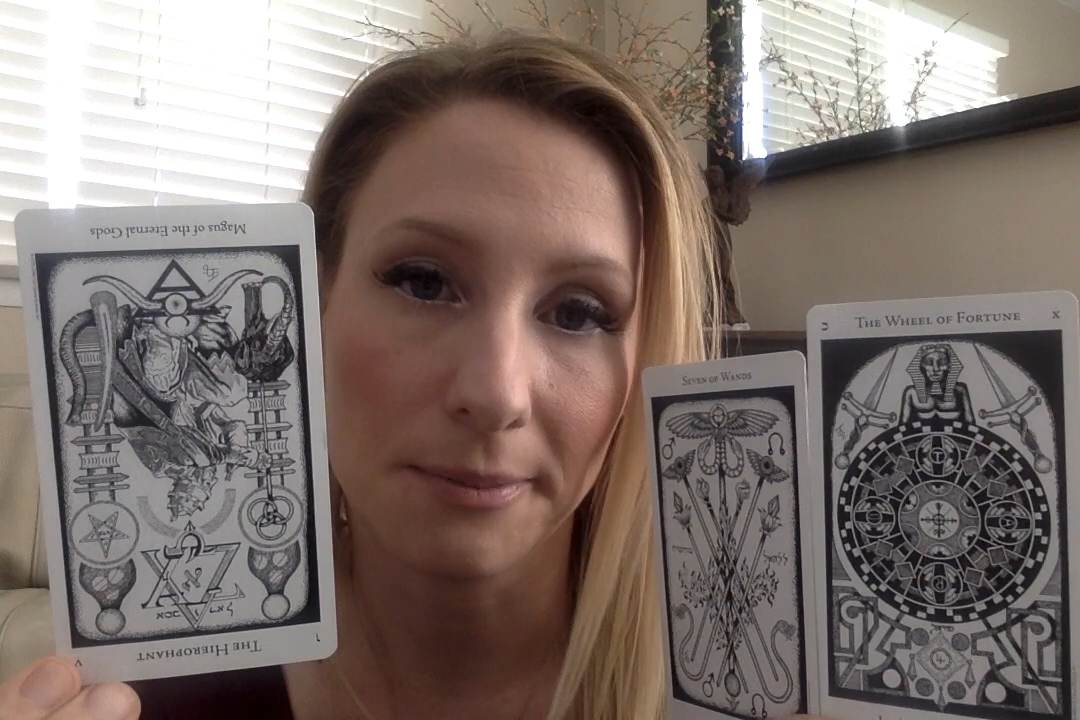 Magus of the Eternal Gods
The Hierophant
V
Seven of Wands
The Wheel of Fortune
X